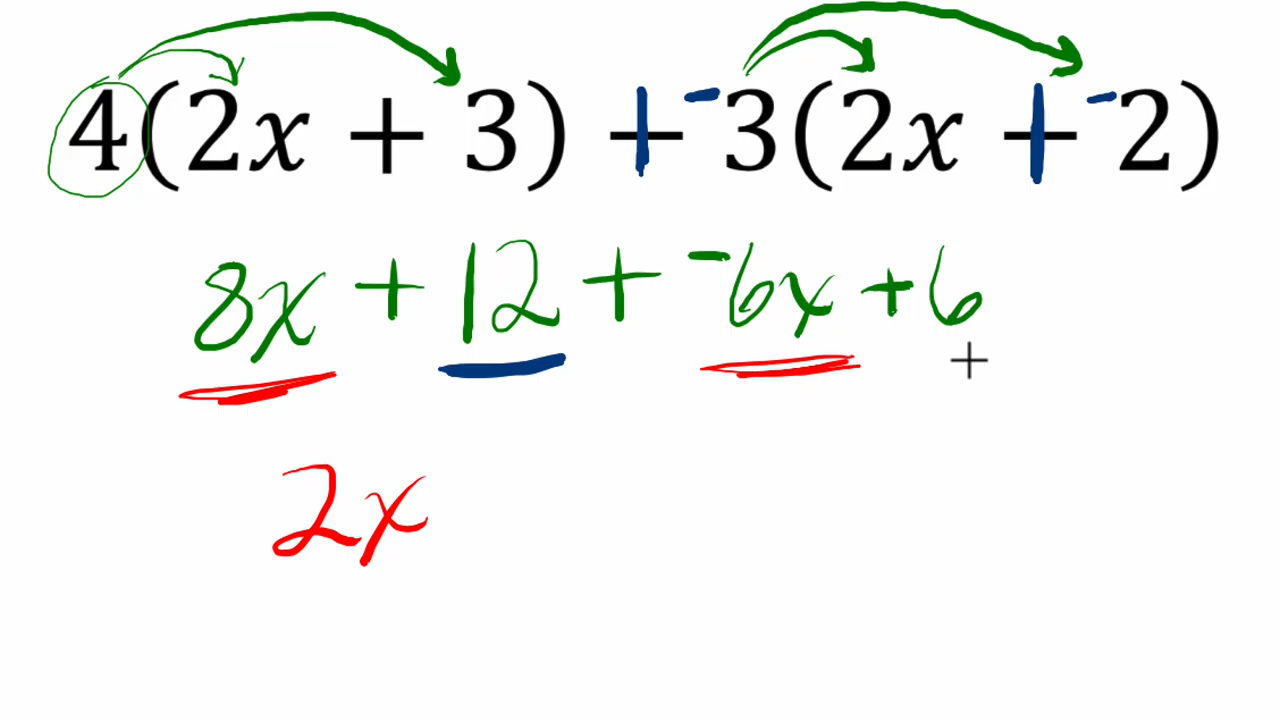 4(2x + 3) + -3(2x + -2)
8x + 12 + -6x + 6
2x